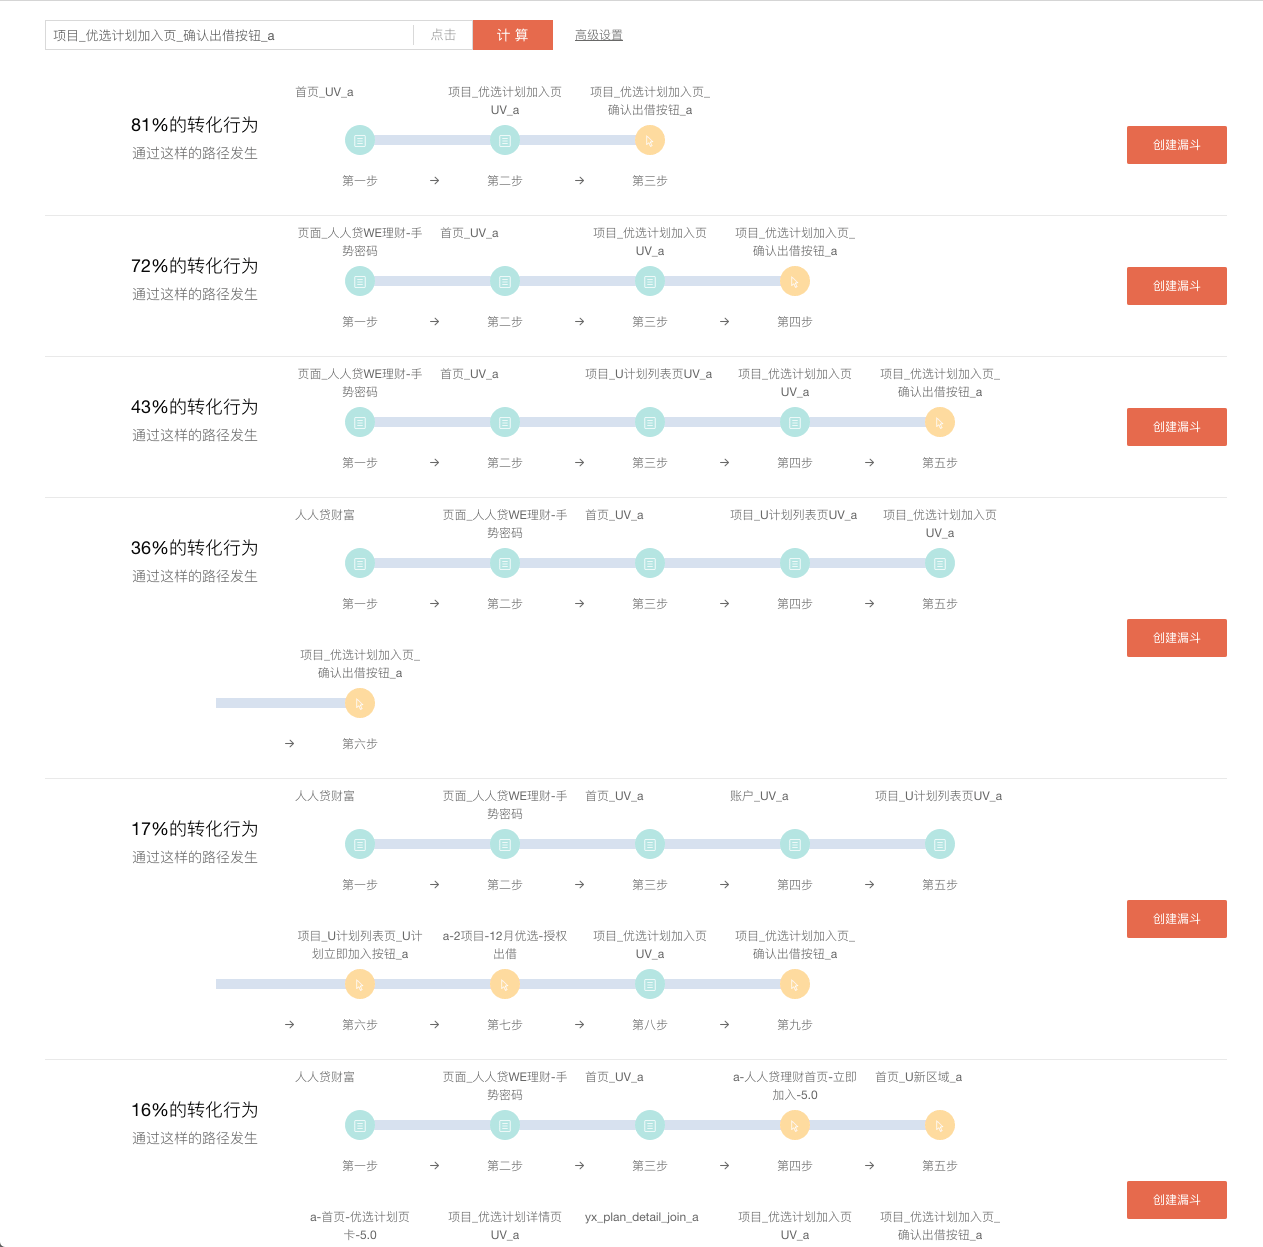 项目_优选计划加入页_确认出借按钮_a 点击 计 算 高级设置
首页_UV_a 项目_优选计划加入页 项目_优选计划加入页_
UV_a 确认出借按钮_a
81%的转化行为
通过这样的路径发生
创建漏斗
第一步 → 第二步 → 第三步
页面_人人贷WE理财-手 首页_UV_a 项目_优选计划加入页 项目_优选计划加入页_
势密码 UV_a 确认出借按钮_a
72%的转化行为
通过这样的路径发生
创建漏斗
第一步 → 第二步 → 第三步 → 第四步
页面_人人贷WE理财-手 首页_UV_a 项目_U计划列表页UV_a 项目_优选计划加入页 项目_优选计划加入页_
势密码 UV_a 确认出借按钮_a
43%的转化行为
通过这样的路径发生
创建漏斗
第一步 → 第二步 → 第三步 → 第四步 → 第五步
人人贷财富 页面_人人贷WE理财-手 首页_UV_a 项目_U计划列表页UV_a 项目_优选计划加入页
势密码 UV_a
36%的转化行为
通过这样的路径发生
第一步 → 第二步 → 第三步 → 第四步 → 第五步
创建漏斗
项目_优选计划加入页_
确认出借按钮_a
→ 第六步
人人贷财富 页面_人人贷WE理财-手 首页_UV_a 账户_UV_a 项目_U计划列表页UV_a
势密码
17%的转化行为
通过这样的路径发生
第一步 → 第二步 → 第三步 → 第四步 → 第五步
创建漏斗
项目_U计划列表页_U计 a-2项目-12月优选-授权 项目_优选计划加入页 项目_优选计划加入页_
划立即加入按钮_a 出借 UV_a 确认出借按钮_a
→ 第六步 → 第七步 → 第八步 → 第九步
人人贷财富 页面_人人贷WE理财-手 首页_UV_a a-人人贷理财首页-立即 首页_U新区域_a
势密码 加入-5.0
16%的转化行为
通过这样的路径发生
第一步 → 第二步 → 第三步 → 第四步 → 第五步
创建漏斗
a-首页-优选计划页 项目_优选计划详情页 yx_plan_detail_join_a 项目_优选计划加入页 项目_优选计划加入页_
卡-5.0 UV_a UV_a 确认出借按钮_a